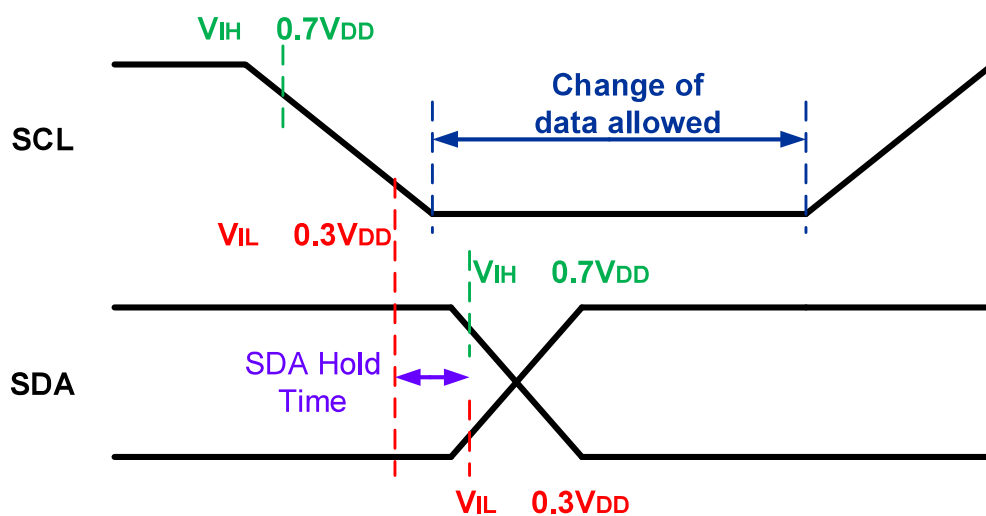 VIH 0.7VDD
Change of
data allowed
SCL
VIL 0.3VDD
VIH 0.7VDD
SDA Hold
Time
SDA
VIL 0.3VDD